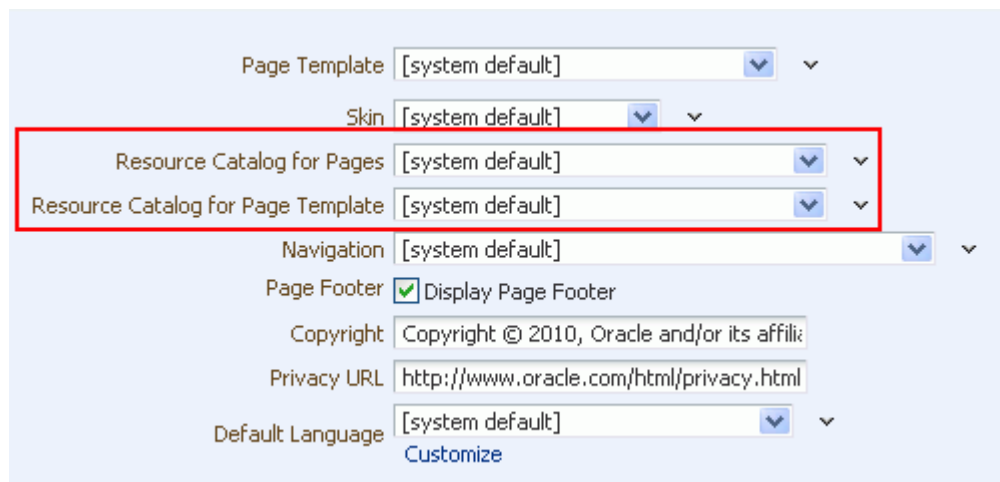 Page Template [system default]
Skin [system default]
Resource Catalog for Pages [system default]
Resource Catalog for Page Template [system default]
Navigation [system default]
Page Footer Display Page Footer
Copyright Copyright © 2010, Oracle and/or its affilia
Privacy URL http://www.oracle.com/html/privacy.html
Default Language [system default]
Customize